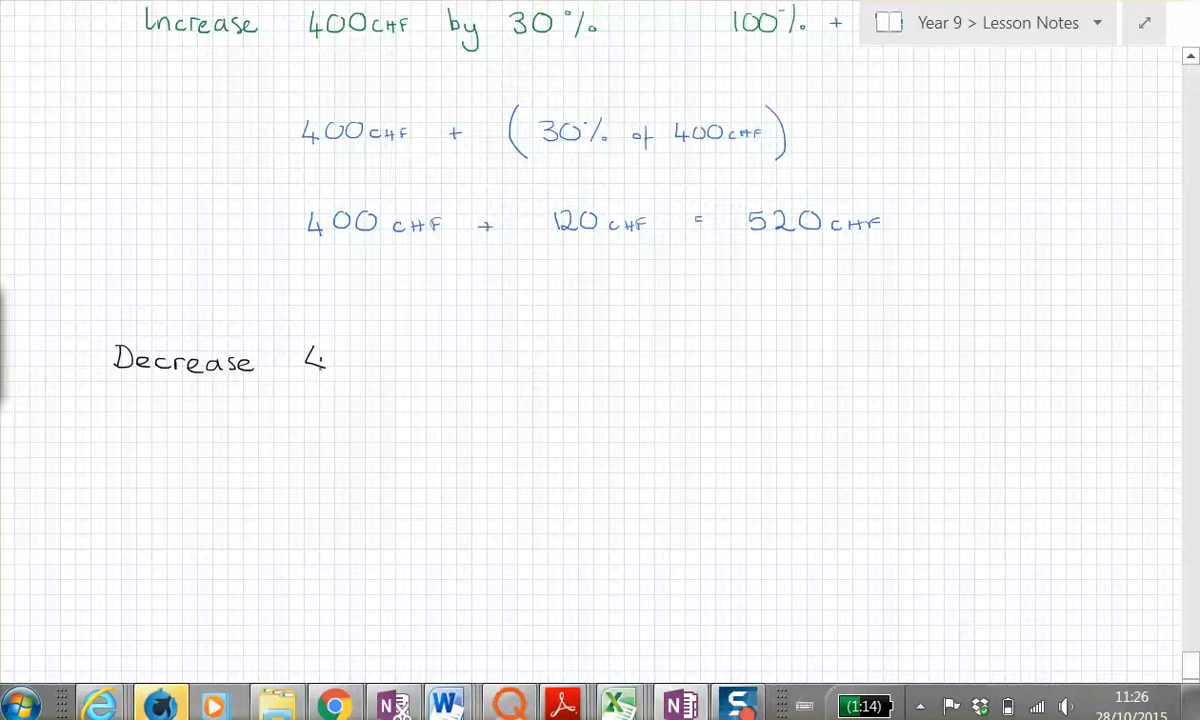 Increase 400CHF by 30%. 100%. +
Year 9 > Lesson Notes
400CHF + (30% of 400CHF)
400 CHF + 120 CHF = 520 CHF
Decrease 4
(1:14)
11:26
28/10/2015